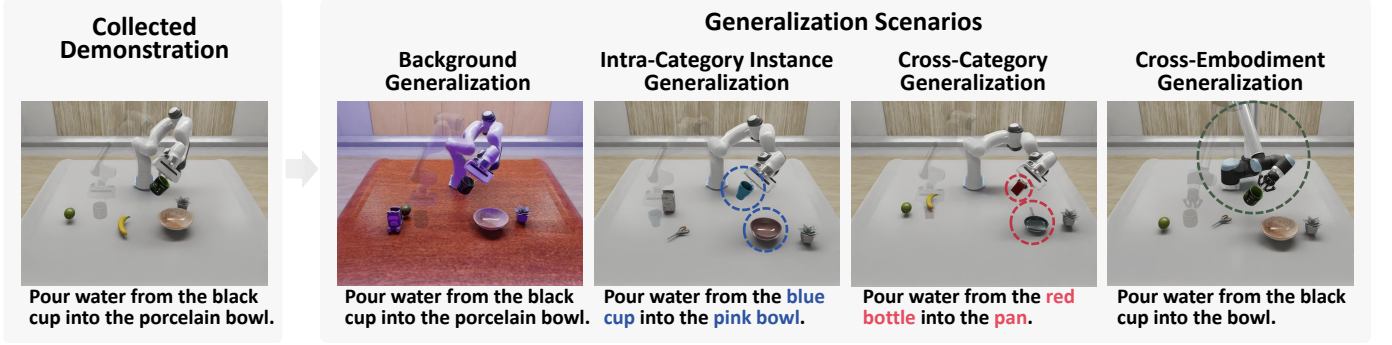 Collected
Demonstration
Pour water from the black
cup into the porcelain bowl.
Generalization Scenarios
Background
Generalization
Pour water from the black
cup into the porcelain bowl.
Intra-Category Instance
Generalization
Pour water from the blue
cup into the pink bowl.
Cross-Category
Generalization
Pour water from the red
bottle into the pan.
Cross-Embodiment
Generalization
Pour water from the black
cup into the bowl.